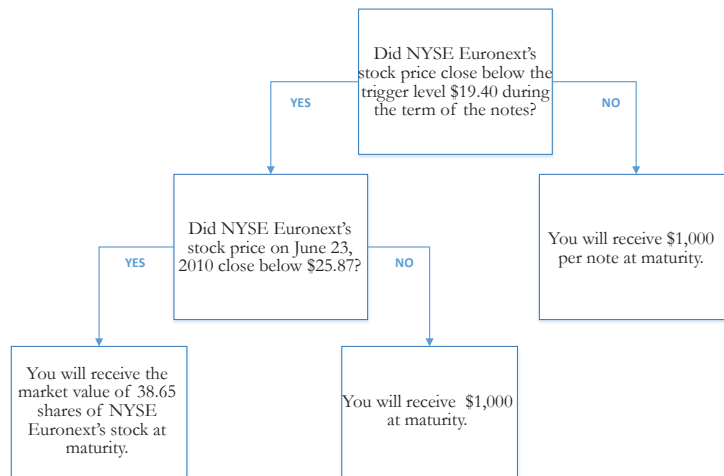 Did NYSE Euronext's
stock price close below the
trigger level $19.40 during
the term of the notes?
YES
NO
Did NYSE Euronext's
stock price on June 23,
2010 close below $25.87?
You will receive $1,000
per note at maturity.
YES
NO
You will receive the
market value of 38.65
shares of NYSE
Euronext's stock at
maturity.
You will receive $1,000
at maturity.